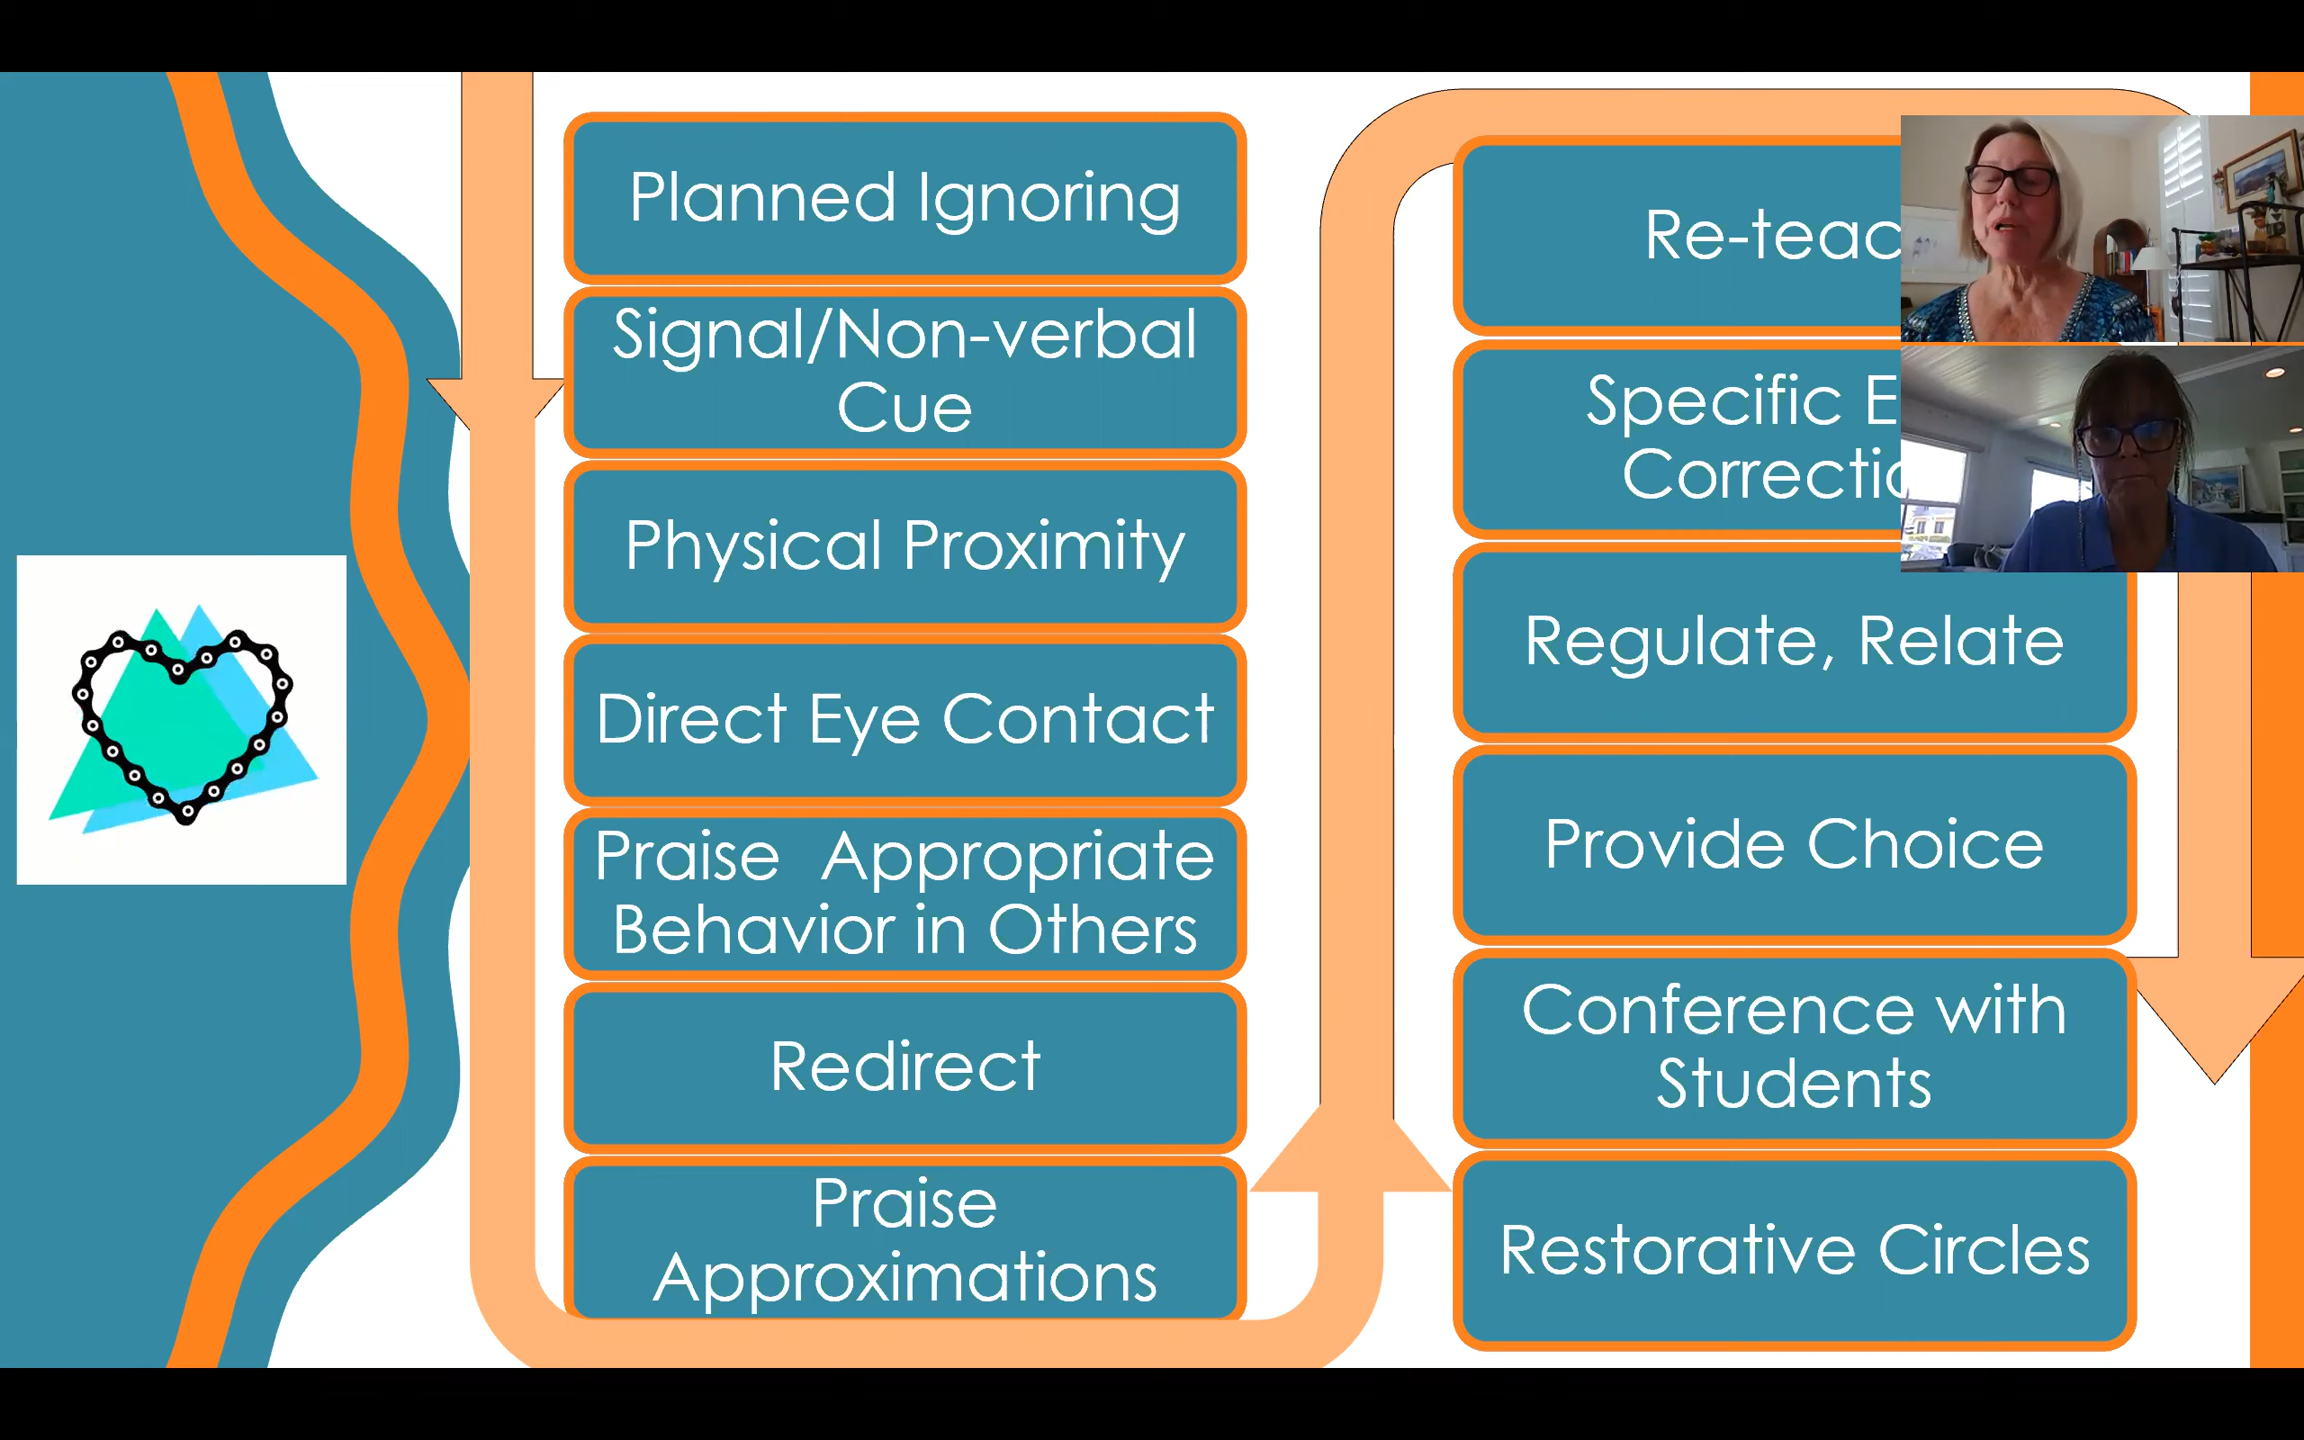 Planned Ignoring
Signal/Non-verbal
Cue
Physical Proximity
Direct Eye Contact
Praise Appropriate
Behavior in Others
Redirect
Praise
Approximations
Specific
Regulate, Relate
Provide Choice
Conference with
Students
Restorative Circles